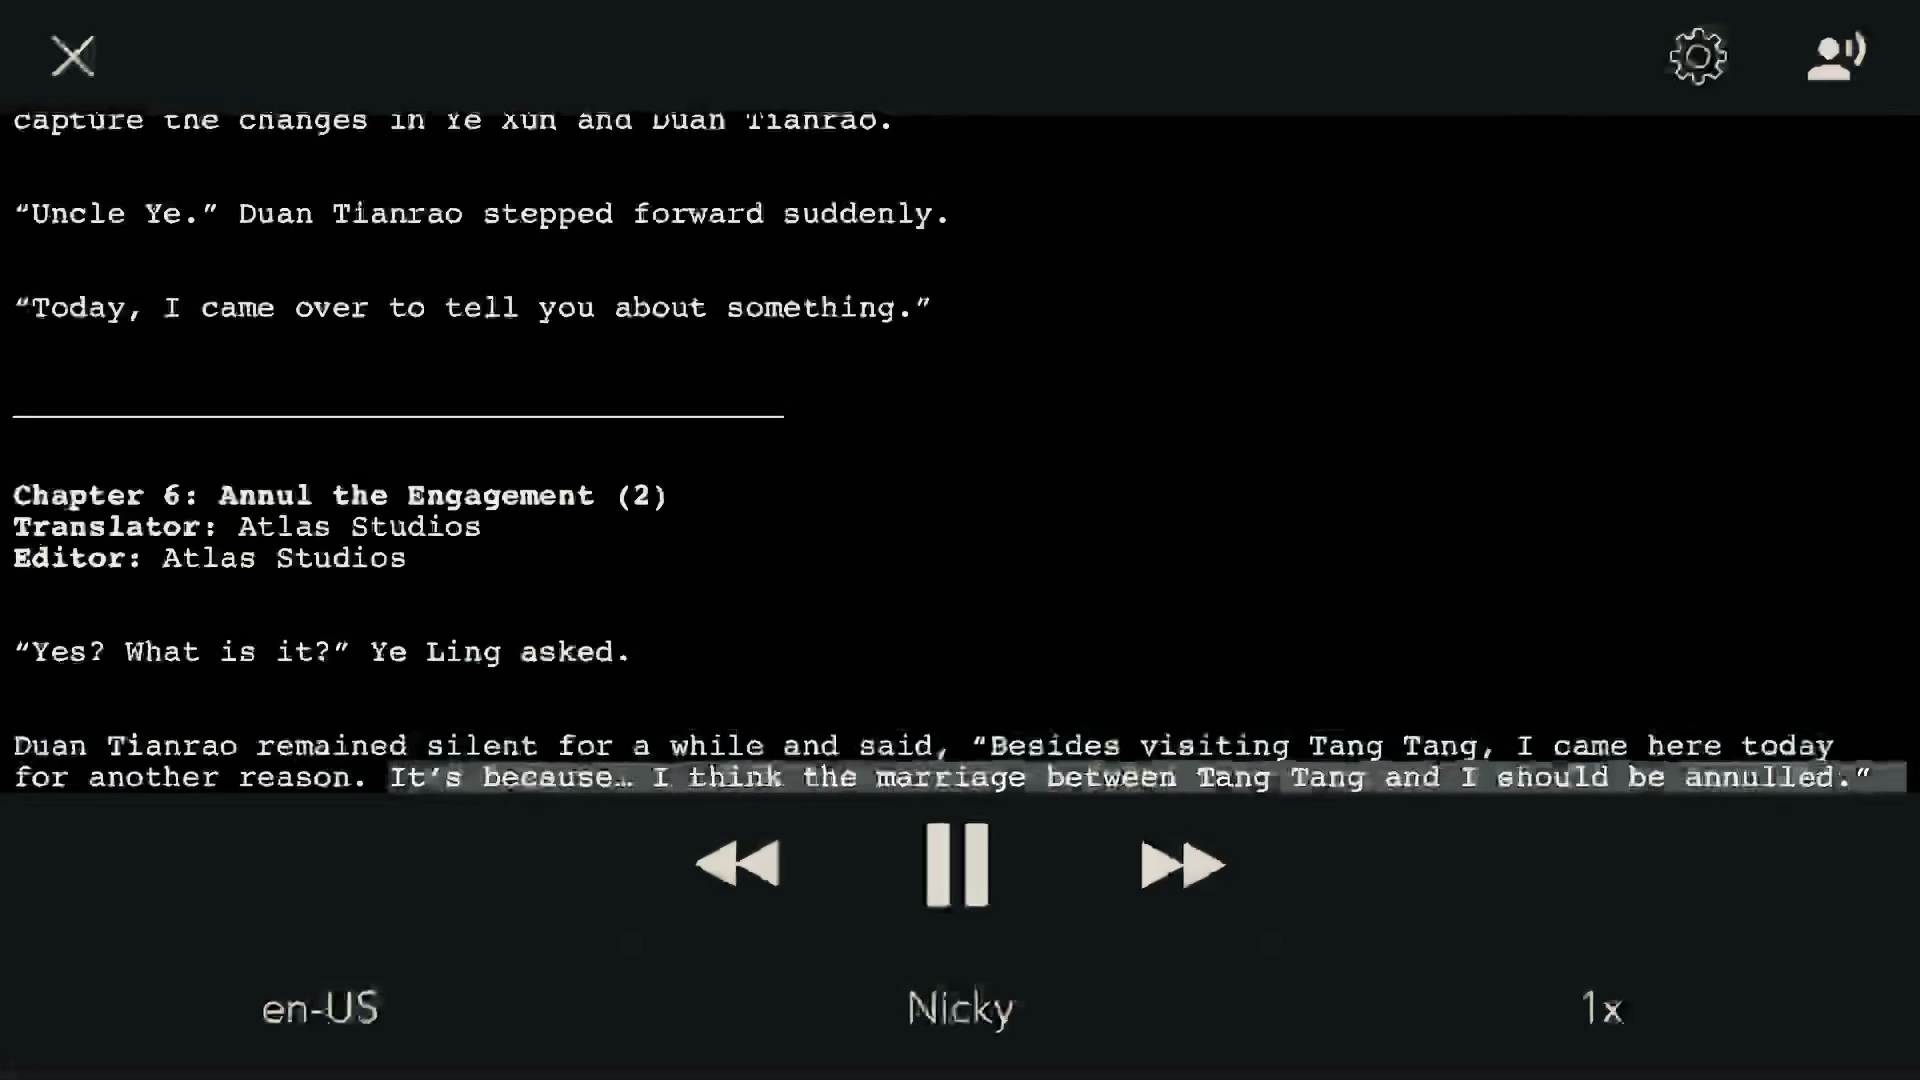 capture the changes in Ye Xun and Duan Tianrao.
“Uncle Ye.” Duan Tianrao stepped forward suddenly.
“Today, I came over to tell you about something.”
Chapter 6: Annul the Engagement (2)
Translator: Atlas Studios
Editor: Atlas Studios
“Yes? What is it?” Ye Ling asked.
Duan Tianrao remained silent for a while and said, “Besides visiting Tang Tang, I came here today
for another reason. It’s because… I think the marriage between Tang Tang and I should be annulled.”
en-US
Nicky
1x